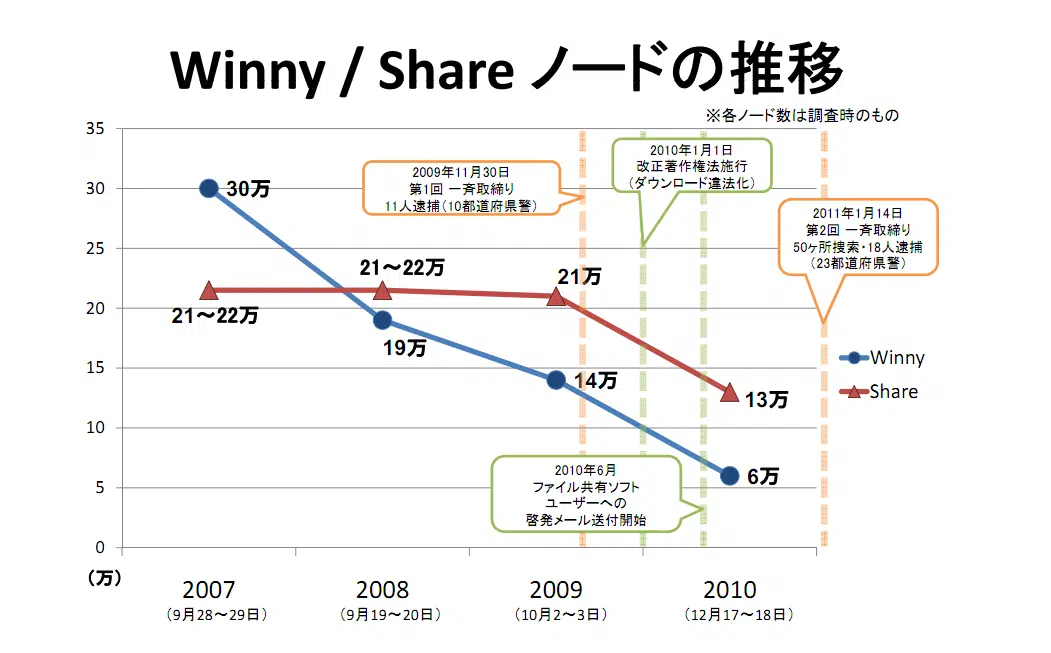 Winny / Share ノードの推移
※各ノード数は調査時のもの
35
30
25
20
15
10
5
0
（万）
30万
21～22万
21～22万
19万
21万
14万
13万
6万
2009年11月30日
第1回 一斉取締り
11人逮捕（10都道府県警）
2010年1月1日
改正著作権法施行
（ダウンロード違法化）
2011年1月14日
第2回 一斉取締り
50ヶ所捜索・18人逮捕
（23都道府県警）
2010年6月
ファイル共有ソフト
ユーザーへの
啓発メール送付開始
Winny
Share
2007
（9月28～29日）
2008
（9月19～20日）
2009
（10月2～3日）
2010
（12月17～18日）